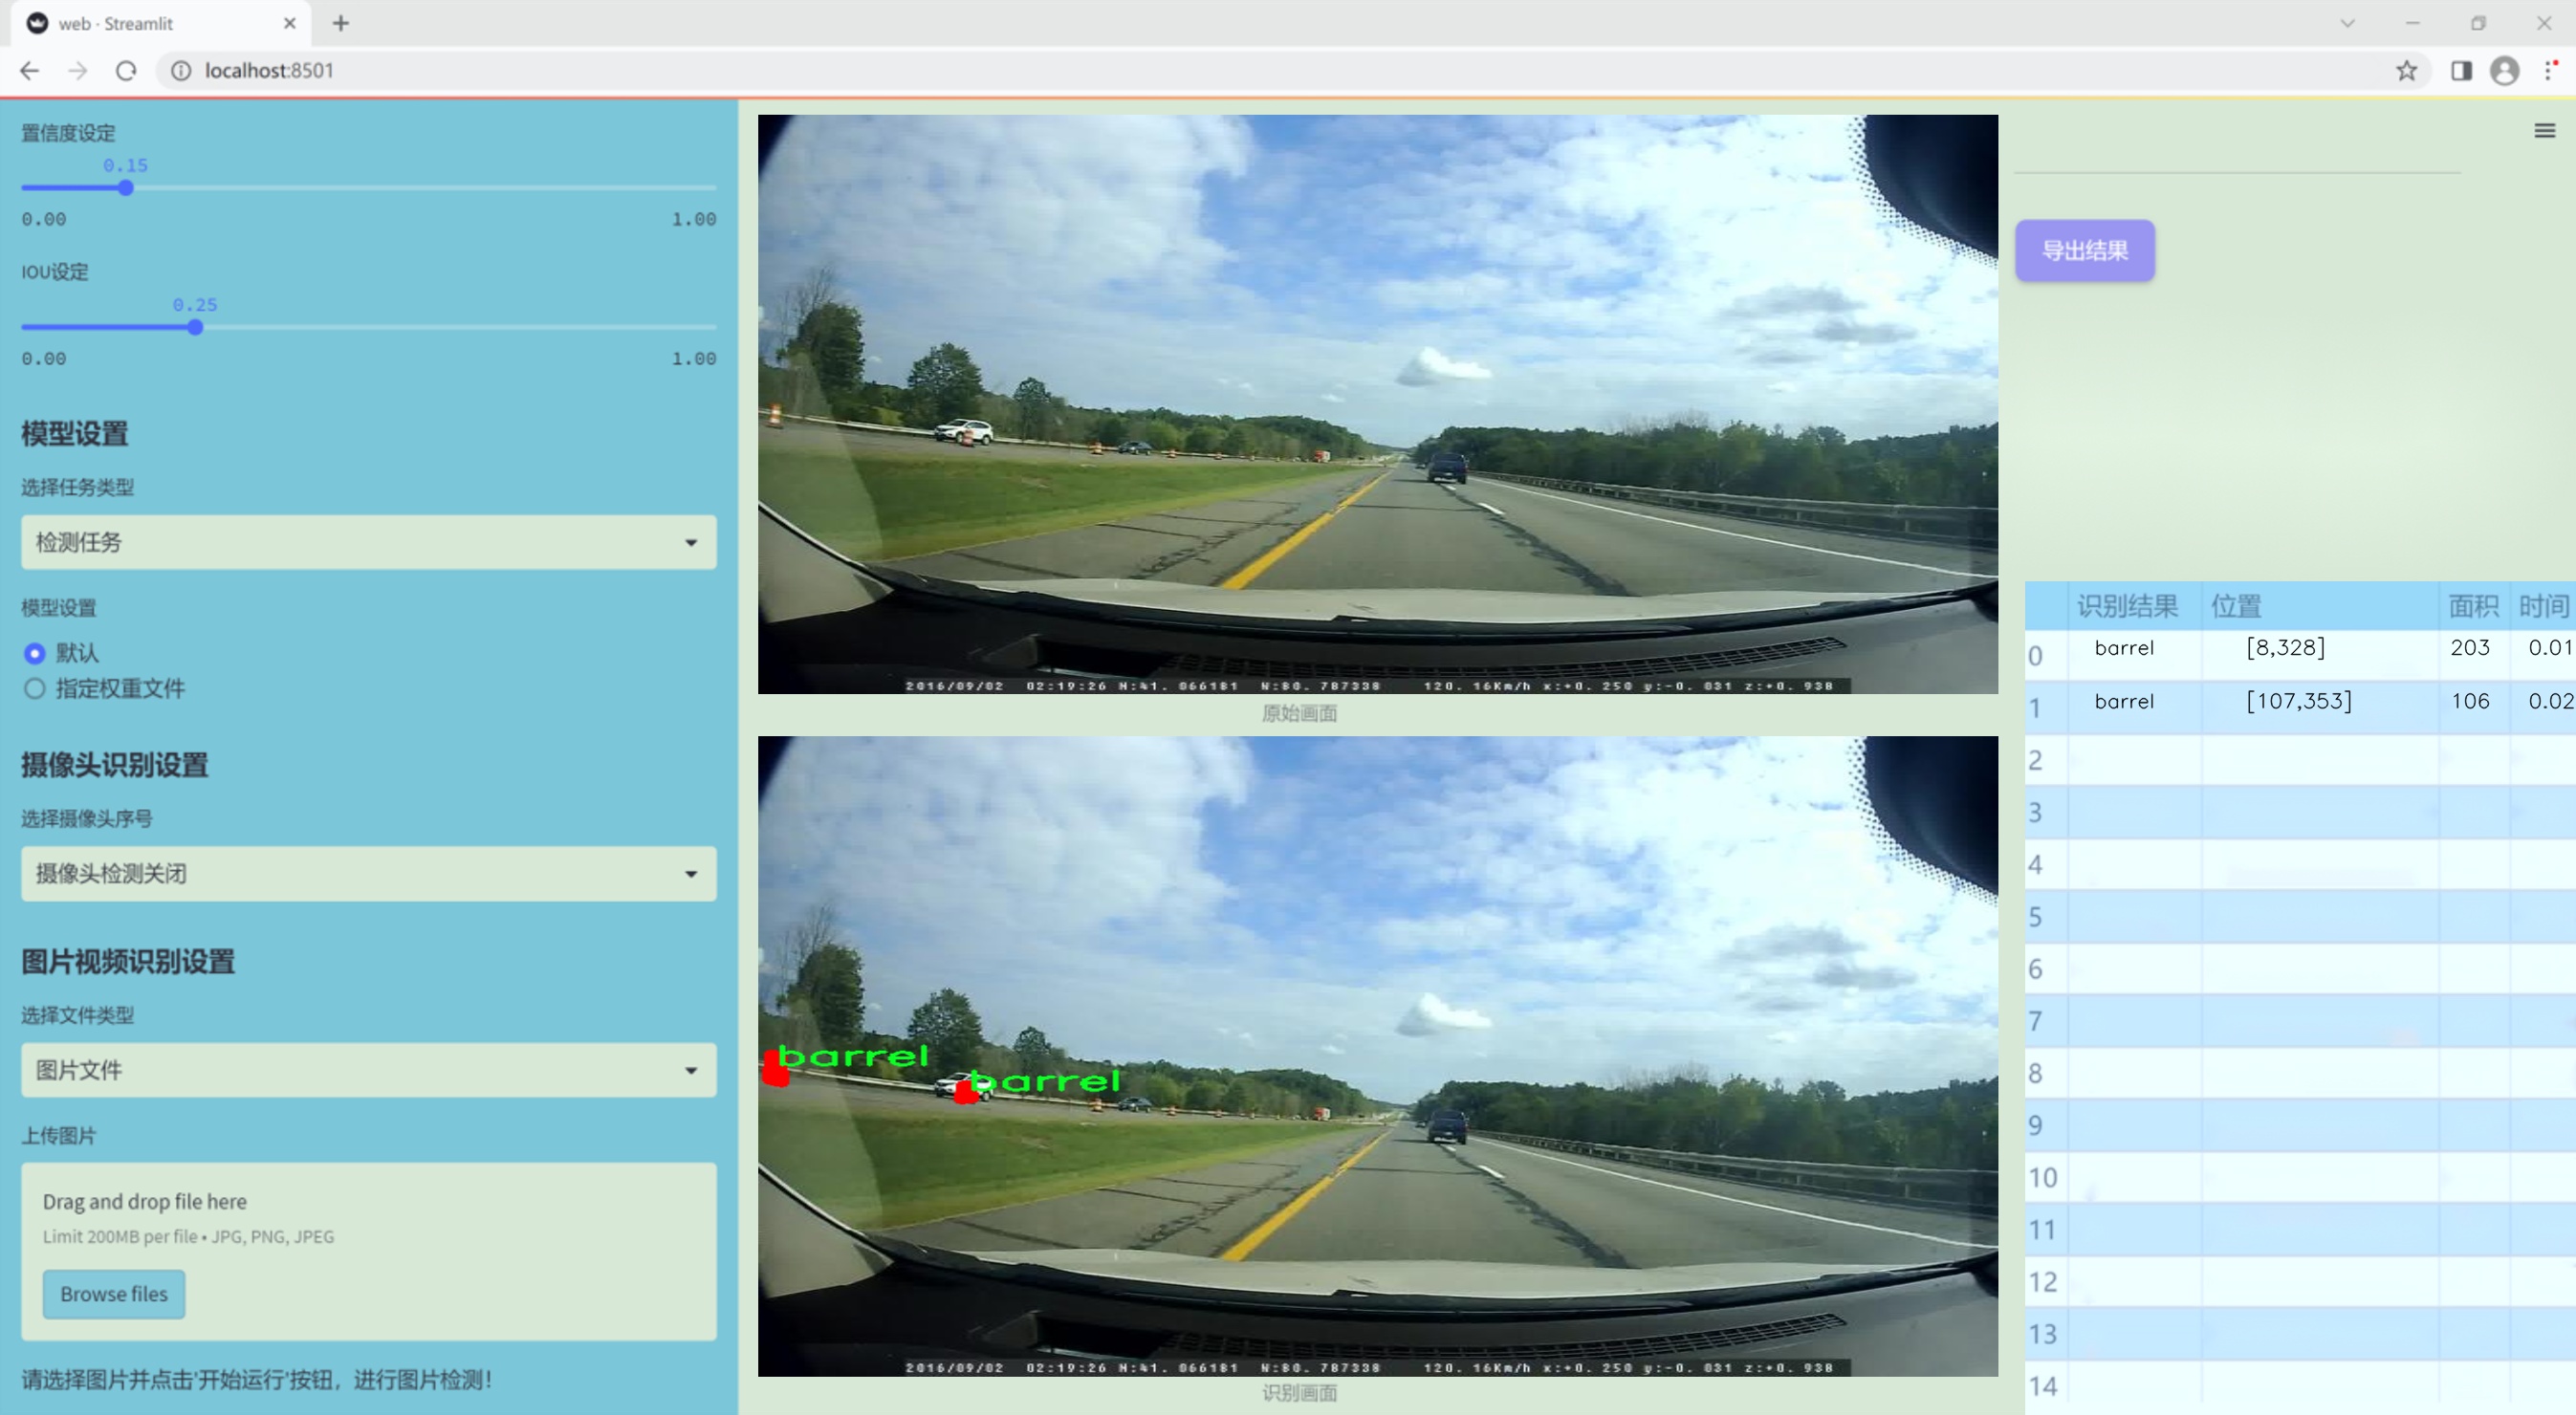 web · Streamlit
localhost:8501
置信度设定
0.15
0.00 1.00
IOU设定
0.25
0.00 1.00
模型设置
选择任务类型
检测任务
模型设置
默认
指定权重文件
摄像头识别设置
选择摄像头序号
摄像头检测关闭
图片视频识别设置
选择文件类型
图片文件
上传图片
Drag and drop file here
Limit 200MB per file • JPG, PNG, JPEG
Browse files
请选择图片并点击'开始运行'按钮，进行图片检测！
2016/09/02 02:19:26 N:41. 066181 W:80. 787338 120. 16Km/h x:+0. 250 y:-0. 031 z:+0. 938
原始画面
barrel
barrel
2016/09/02 02:19:26 N:41. 066181 W:80. 787338 120. 16Km/h x:+0. 250 y:-0. 031 z:+0. 938
识别画面
导出结果
识别结果 位置 面积 时间
0 barrel [8,328] 203 0.01
1 barrel [107,353] 106 0.02
2
3
4
5
6
7
8
9
10
11
12
13
14